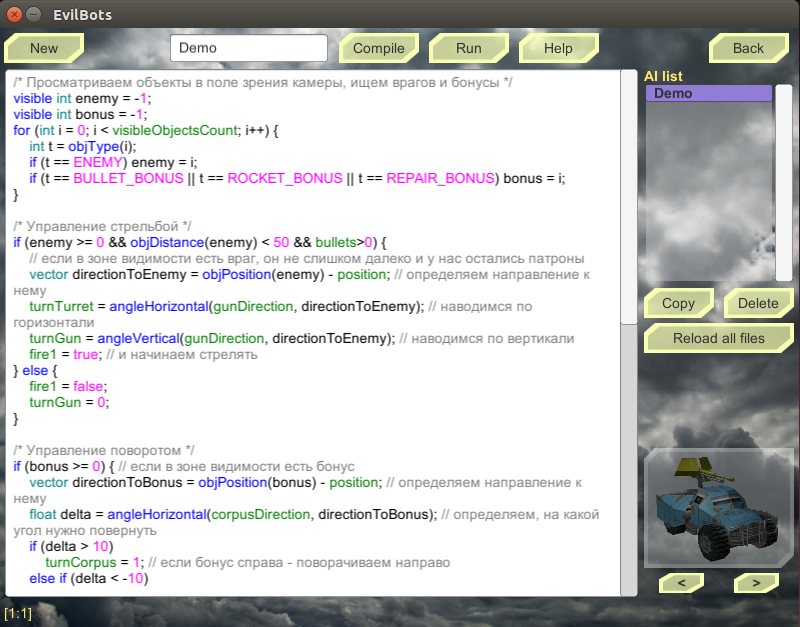 EvilBots
New
Demo
Compile
Run
Help
Back
/* Просматриваем объекты в поле зрения камеры, ищем врагов и бонусы */
visible int enemy = -1;
visible int bonus = -1;
for (int i = 0; i < visibleObjectsCount; i++) {
    int t = objType(i);
    if (t == ENEMY) enemy = i;
    if (t == BULLET_BONUS || t == ROCKET_BONUS || t == REPAIR_BONUS) bonus = i;
}
/* Управление стрельбой */
if (enemy >= 0 && objDistance(enemy) < 50 && bullets>0) {
    // если в зоне видимости есть враг, он не слишком далеко и у нас остались патроны
    vector directionToEnemy = objPosition(enemy) - position; // определяем направление к
нему
    turnTurret = angleHorizontal(gunDirection, directionToEnemy); // наводимся по
горизонтали
    turnGun = angleVertical(gunDirection, directionToEnemy); // наводимся по вертикали
    fire1 = true; // и начинаем стрелять
} else {
    fire1 = false;
    turnGun = 0;
}
/* Управление поворотом */
if (bonus >= 0) { // если в зоне видимости есть бонус
    vector directionToBonus = objPosition(bonus) - position; // определяем направление к
нему
    float delta = angleHorizontal(corpusDirection, directionToBonus); // определяем, на какой
угол нужно повернуть
    if (delta > 10)
        turnCorpus = 1; // если бонус справа - поворачиваем направо
    else if (delta < -10)
AI list
Demo
Copy
Delete
Reload all files
<
>
[1:1]